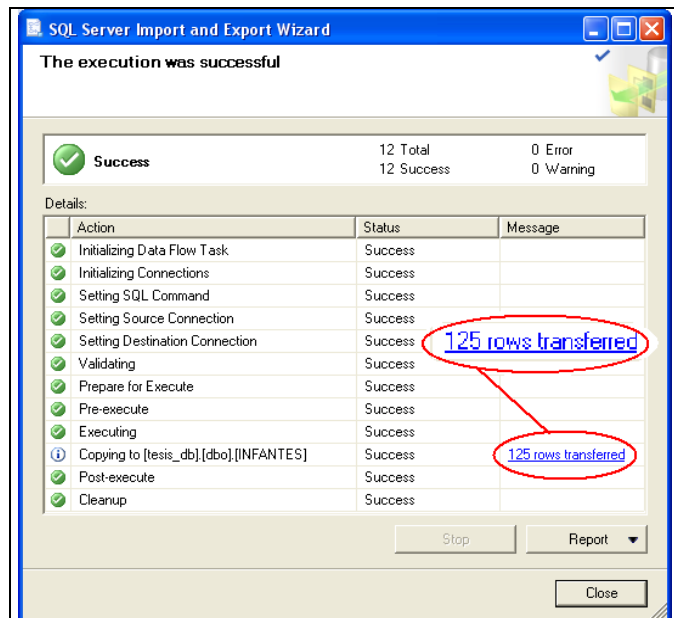 SQL Server Import and Export Wizard
The execution was successful
Success 12 Total 0 Error
12 Success 0 Warning
Details:
Action Status Message
Initializing Data Flow Task Success
Initializing Connections Success
Setting SQL Command Success
Setting Source Connection Success
Setting Destination Connection Success 125 rows transferred
Validating Success
Prepare for Execute Success
Pre-execute Success
Executing Success
Copying to [tesis_db].[dbo].[INFANTES] Success 125 rows transferred
Post-execute Success
Cleanup Success
Stop Report
Close